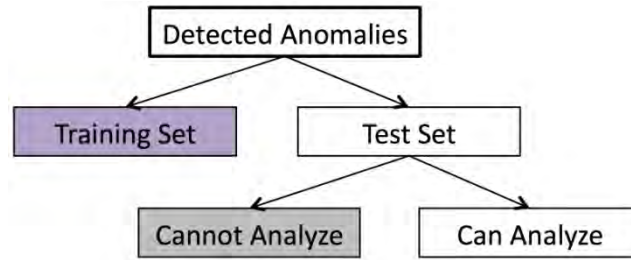 Detected Anomalies
Training Set
Test Set
Cannot Analyze
Can Analyze